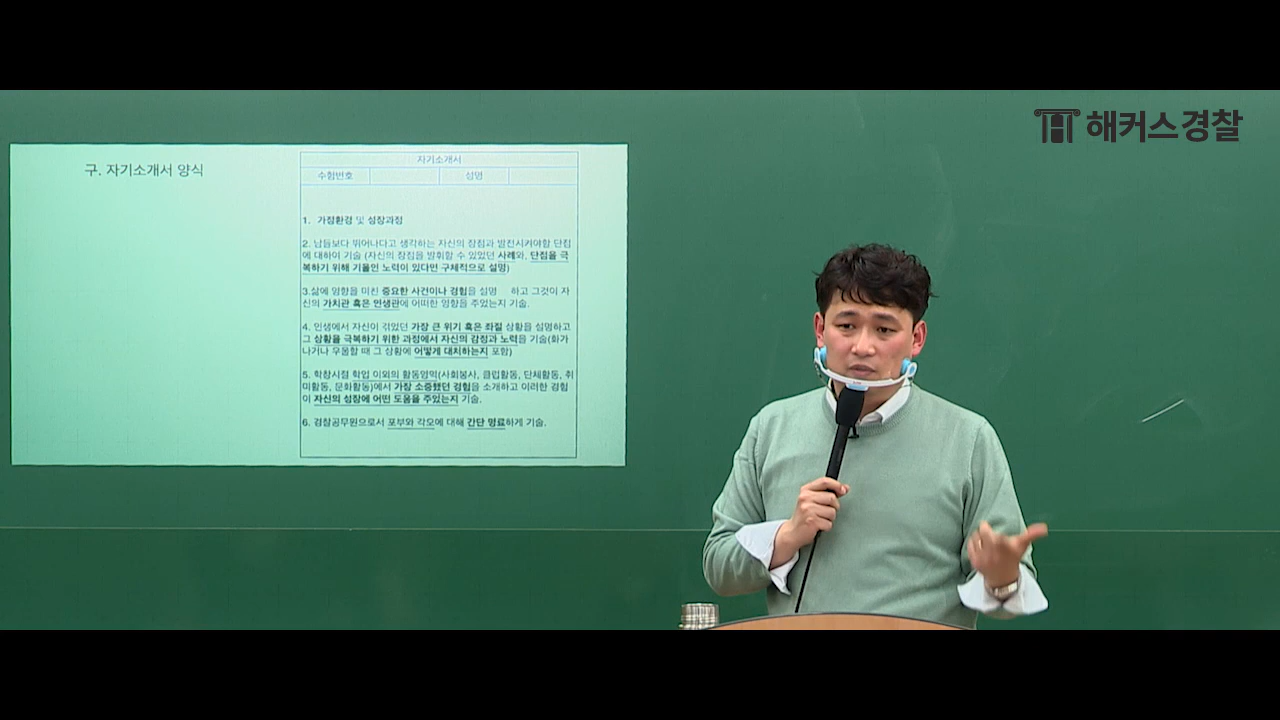 해커스경찰
구. 자기소개서 양식
자기소개서
수험번호 성명
1. 가정환경 및 성장과정
2. 남들보다 뛰어나다고 생각하는 자신의 장점과 발전시켜야할 단점
에 대하여 기술 (자신의 장점을 발휘할 수 있었던 사례와, 단점을 극
복하기 위해 기울인 노력이 있다면 구체적으로 설명)
3.삶에 영향을 미친 중요한 사건이나 경험을 설명 하고 그것이 자
신의 가치관 혹은 인생관에 어떠한 영향을 주었는지 기술.
4. 인생에서 자신이 겪었던 가장 큰 위기 혹은 좌절 상황을 설명하고
그 상황을 극복하기 위한 과정에서 자신의 감정과 노력을 기술(화가
나거나 우울할 때 그 상황에 어떻게 대처하는지 포함)
5. 학창시절 학업 이외의 활동영역(사회봉사, 클럽활동, 단체활동, 취
미활동, 문화활동)에서 가장 소중했던 경험을 소개하고 이러한 경험
이 자신의 성장에 어떤 도움을 주었는지 기술.
6. 경찰공무원으로서 포부와 각오에 대해 간단 명료하게 기술.